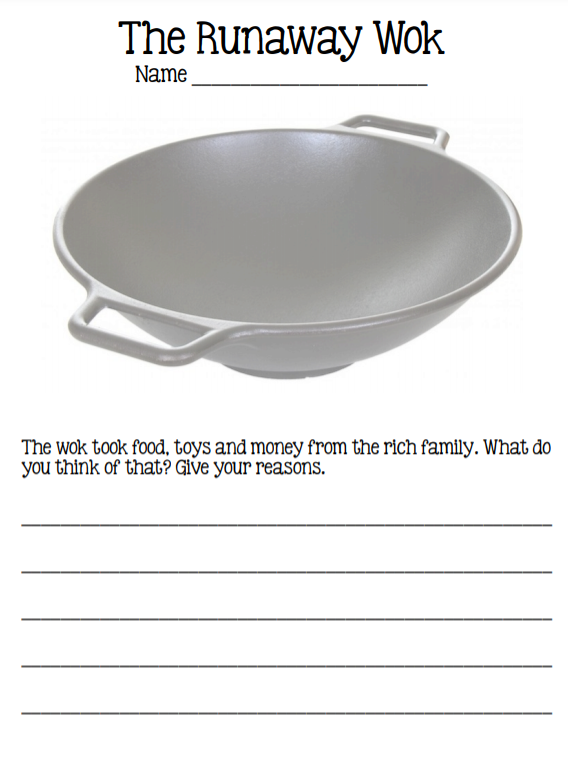 The Runaway Wok
Name ____________________
The wok took food, toys and money from the rich family. What do
you think of that? Give your reasons.